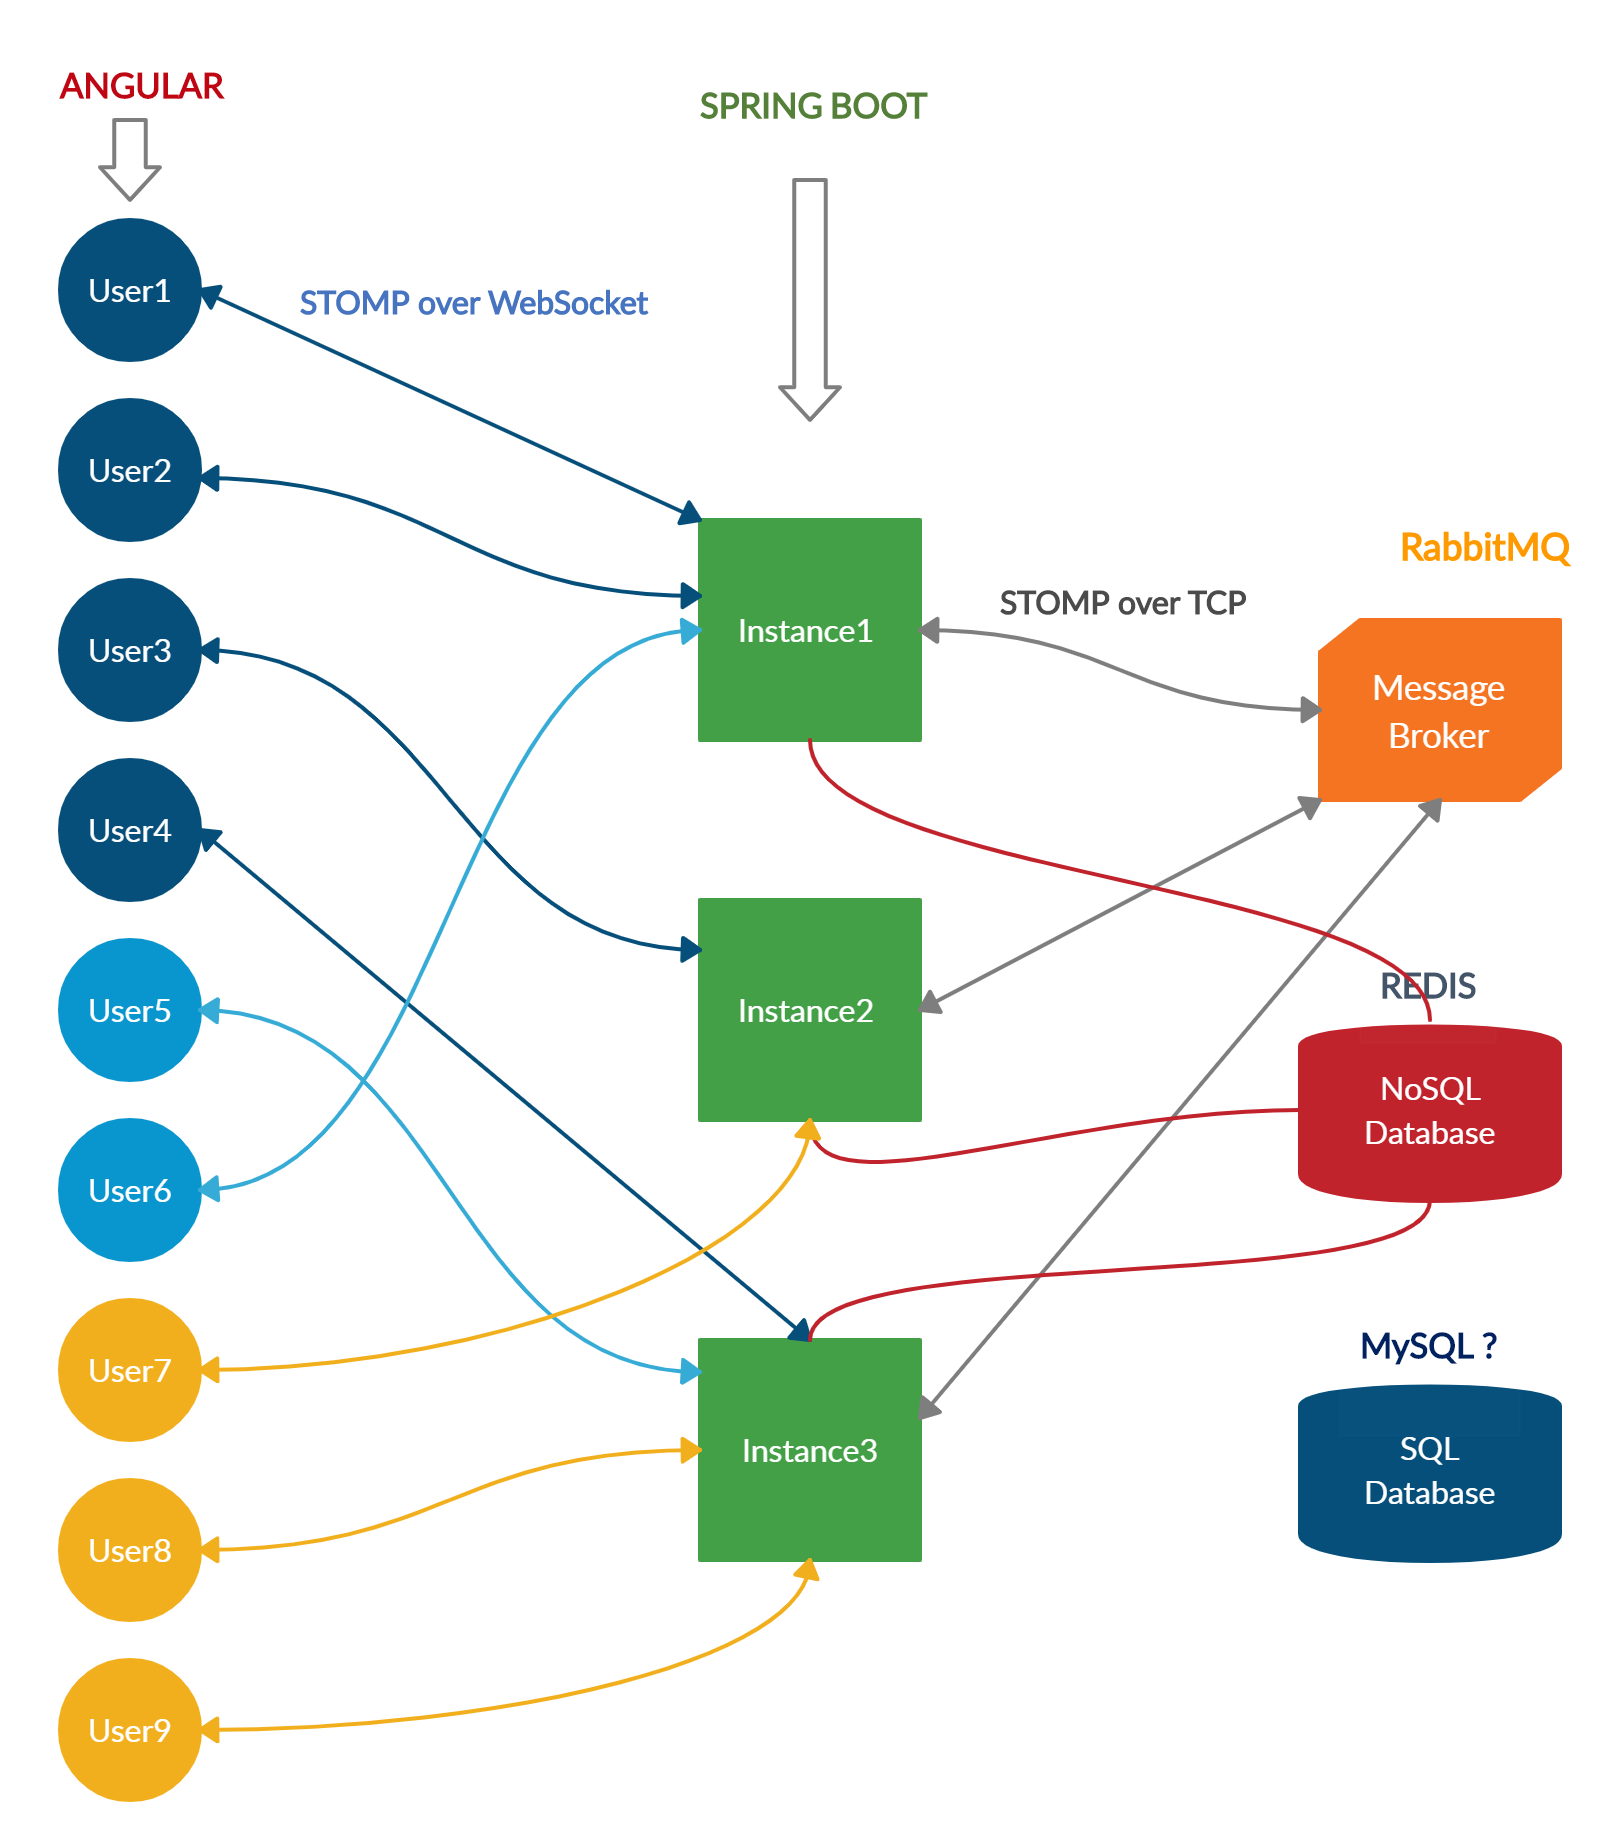 ANGULAR
SPRING BOOT
User1
STOMP over WebSocket
User2
User3
User4
User5
User6
User7
User8
User9
Instance1
Instance2
Instance3
STOMP over TCP
RabbitMQ
Message
Broker
REDIS
NoSQL
Database
MySQL ?
SQL
Database